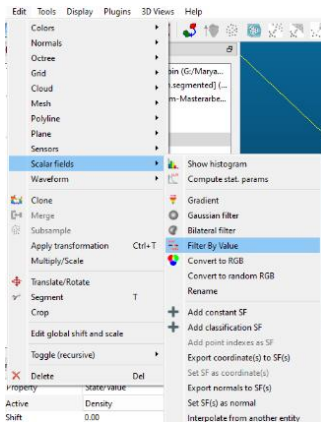 Edit Tools Display Plugins 3D Views Help
Colors
Normals
Octree
Grid
Cloud
Mesh
Polyline
Plane
Sensors
Scalar fields
Waveform
Clone
Merge
Subsample
Apply transformation Ctrl+T
Multiply/Scale
Translate/Rotate
Segment T
Crop
Edit global shift and scale
Toggle (recursive)
Delete Del
Property State/Value
Active Density
Shift 0.00
pin (G:/Marya...
n.segmented] (...
m-Masterarbe...
Show histogram
Compute stat. params
Gradient
Gaussian filter
Bilateral filter
Filter By Value
Convert to RGB
Convert to random RGB
Rename
Add constant SF
Add classification SF
Add point indexes as SF
Export coordinate(s) to SF(s)
Set SF as coordinate(s)
Export normals to SF(s)
Set SF(s) as normal
Interpolate from another entity